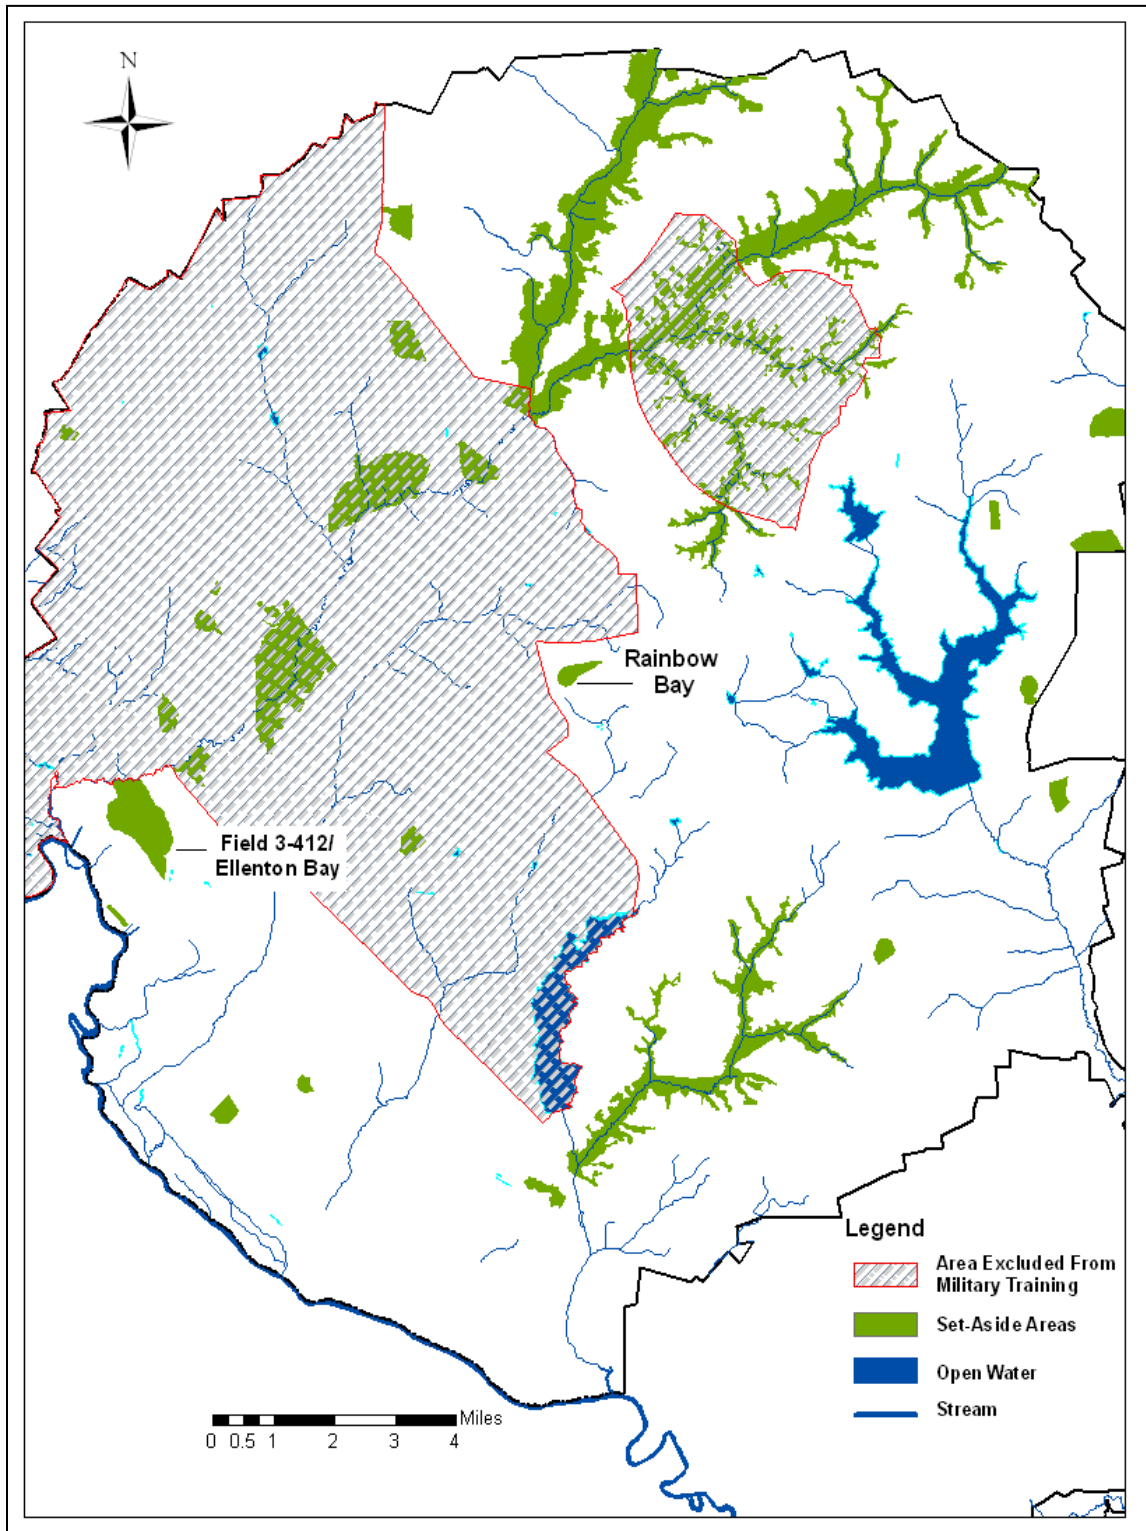 N
Rainbow
Bay
Field 3-412/
Ellenton Bay
Legend
Area Excluded From
Military Training
Set-Aside Areas
Open Water
Stream
Miles
0 0.5 1 2 3 4